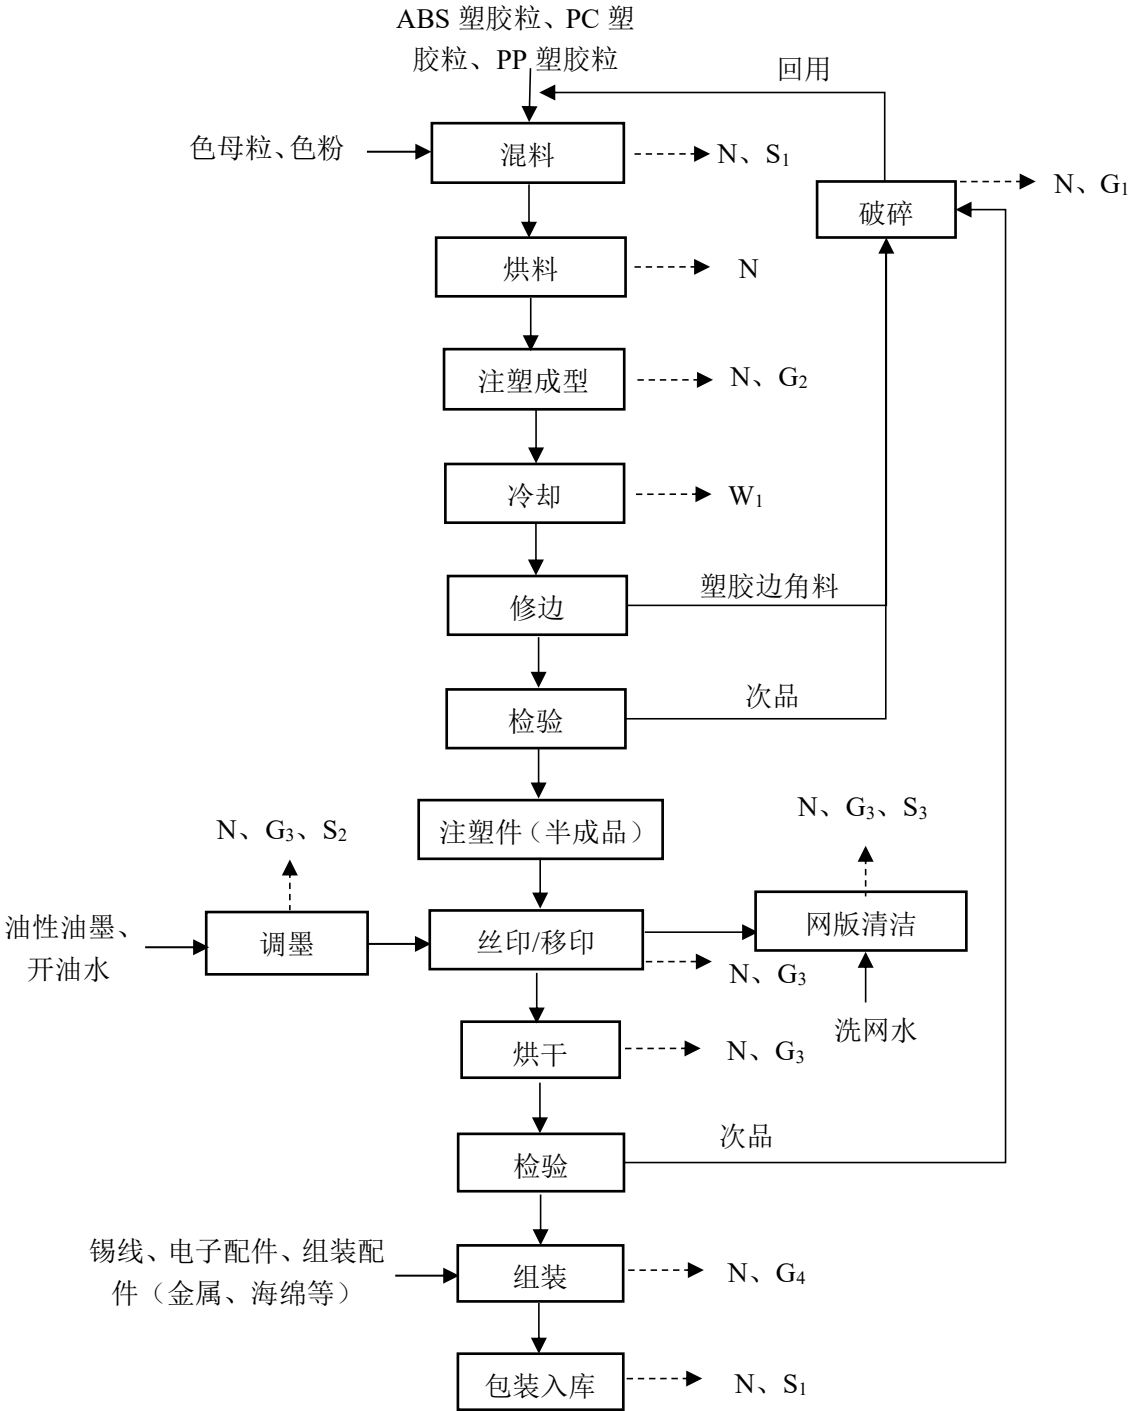 ABS 塑胶粒、PC 塑
胶粒、PP 塑胶粒
回用
色母粒、色粉
混料
N、S₁
破碎
N、G₁
烘料
N
注塑成型
N、G₂
冷却
W₁
修边
塑胶边角料
检验
次品
注塑件（半成品）
N、G₃、S₂
N、G₃、S₃
油性油墨、
开油水
调墨
丝印/移印
网版清洁
N、G₃
洗网水
烘干
N、G₃
检验
次品
锡线、电子配件、组装配
件（金属、海绵等）
组装
N、G₄
包装入库
N、S₁